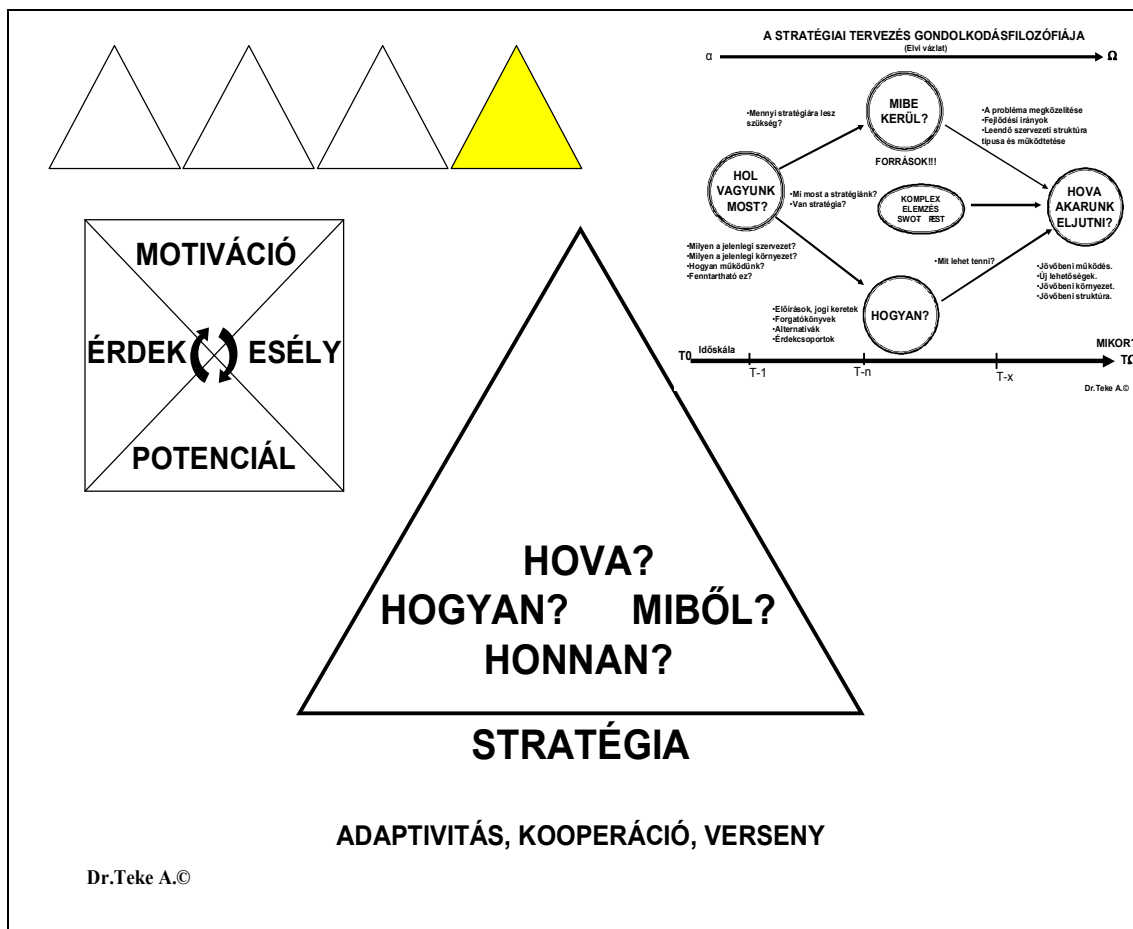 A STRATÉGIAI TERVEZÉS GONDOLKODÁSFILOZÓFIÁJA
(Elvi vázlat)
α
Ω
MIBE
KERÜL?
•Mennyi stratégiára lesz
szükség?
•A probléma megközelítése
•Fejlődési irányok
•Leendő szervezeti struktúra
típusa és működtetése
FORRÁSOK!!!
HOL
VAGYUNK
MOST?
•Mi most a stratégiánk?
•Van stratégia?
KOMPLEX
ELEMZÉS
SWOT- PEST
HOVA
AKARUNK
ELJUTNI?
•Milyen a jelenlegi szervezet?
•Milyen a jelenlegi környezet?
•Hogyan működünk?
•Fenntartható ez?
•Mit lehet tenni?
•Jövőbeni működés.
•Új lehetőségek.
•Jövőbeni környezet.
•Jövőbeni struktúra.
•Előírások, jogi keretek
•Forgatókönyvek
•Alternatívák
•Érdekcsoportok
HOGYAN?
MIKOR?
T0
Időskála
TΩ
T-1
T-n
T-x
Dr.Teke A.©
MOTIVÁCIÓ
ÉRDEK
ESÉLY
POTENCIÁL
HOVA?
HOGYAN? MIBŐL?
HONNAN?
STRATÉGIA
ADAPTIVITÁS, KOOPERÁCIÓ, VERSENY
Dr.Teke A.©